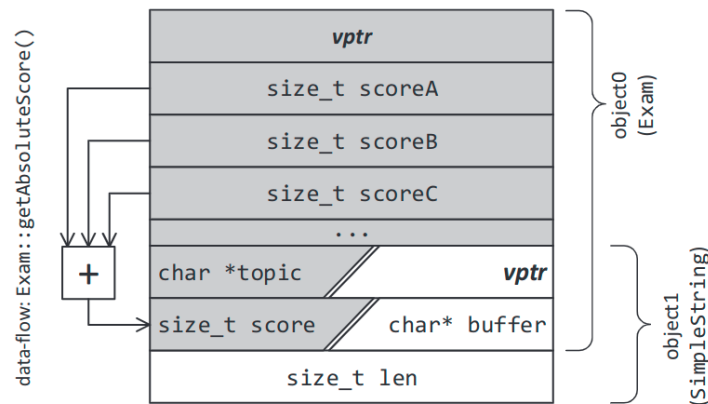 data-flow: Exam::getAbsoluteScore()
vptr
size_t scoreA
size_t scoreB
size_t scoreC
...
+
char *topic
vptr
size_t score
char* buffer
size_t len
object0
(Exam)
object1
(SimpleString)